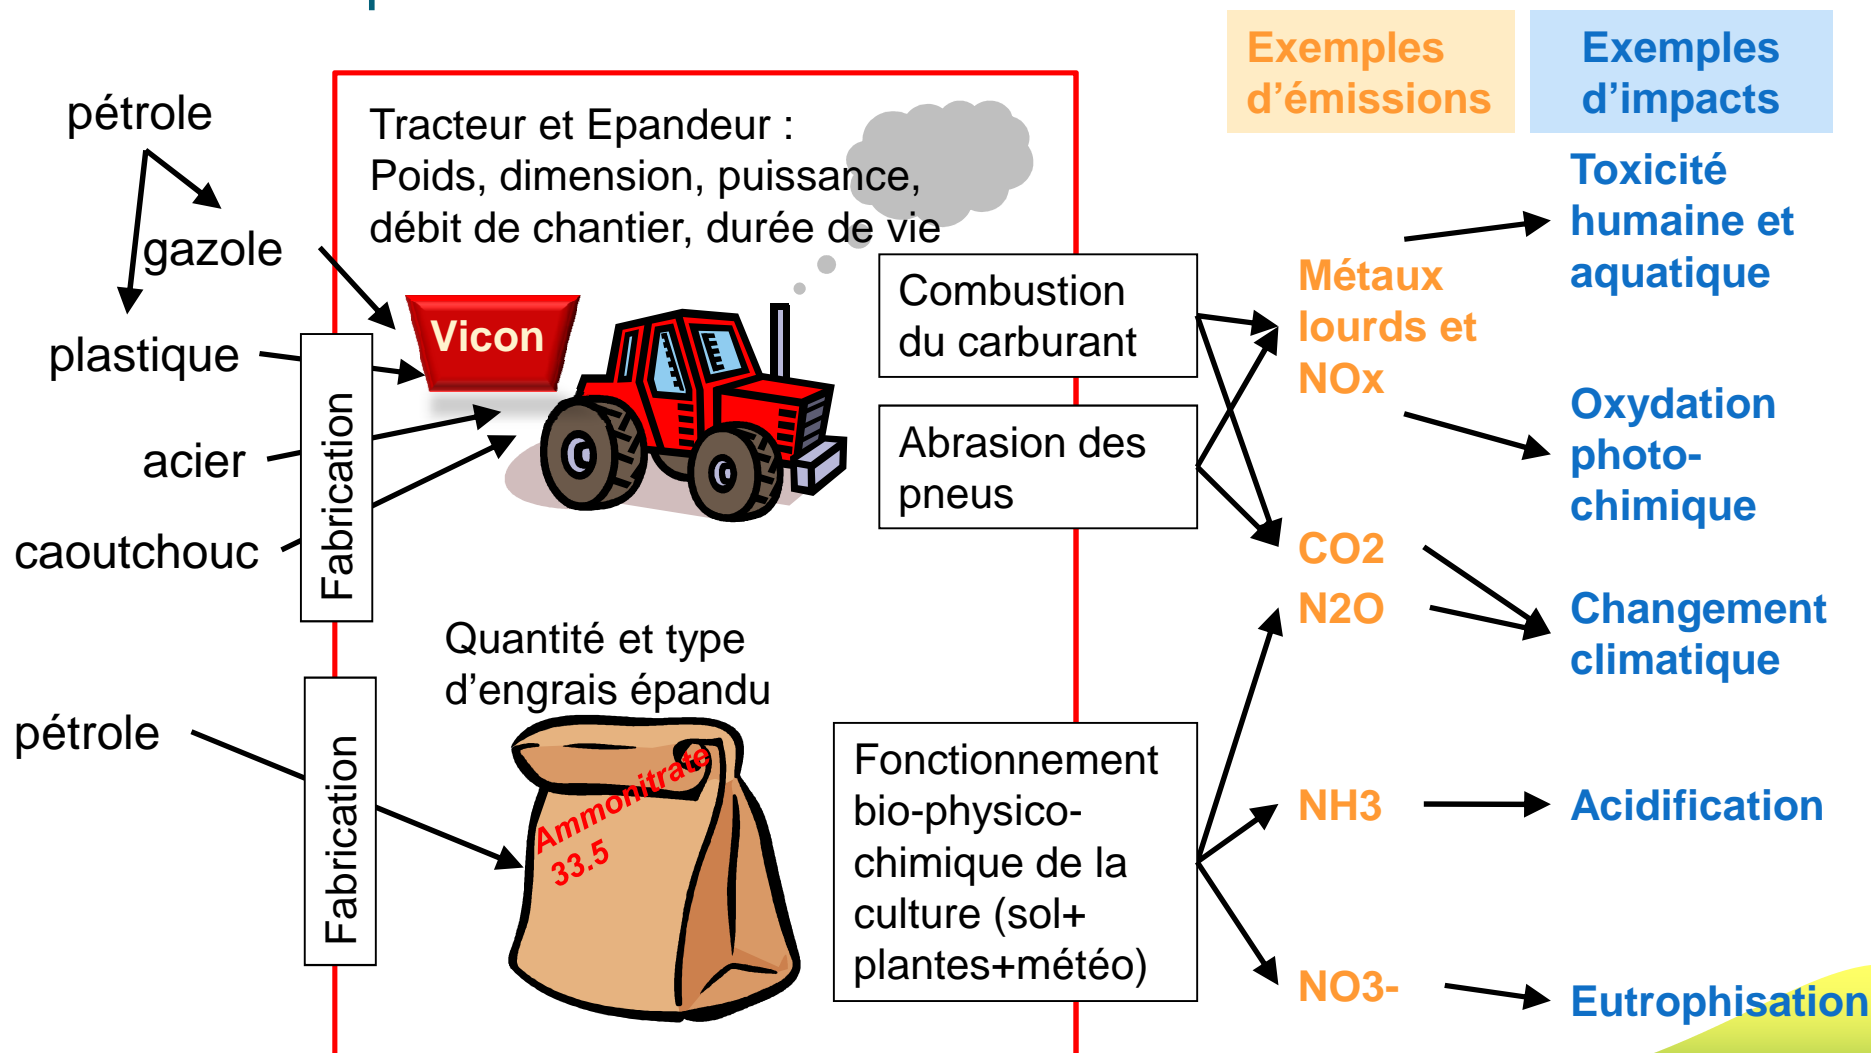 Exemples
d'émissions
Exemples
d'impacts
pétrole
gazole
plastique
acier
caoutchouc
pétrole
Fabrication
Fabrication
Tracteur et Epandeur :
Poids, dimension, puissance,
débit de chantier, durée de vie
Vicon
Quantité et type
d'engrais épandu
Ammonitrate
33.5
Combustion
du carburant
Abrasion des
pneus
Fonctionnement
bio-physico-
chimique de la
culture (sol+
plantes+météo)
Métaux
lourds et
NOx
CO2
N2O
NH3
NO3-
Toxicité
humaine et
aquatique
Oxydation
photo-
chimique
Changement
climatique
Acidification
Eutrophisation